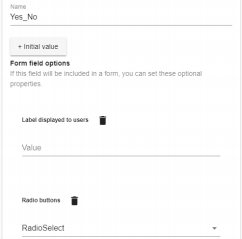 Name
Yes_No
+ Initial value
Form field options
If this field will be included in a form, you can set these optional
properties.
Label displayed to users
Value
Radio buttons
RadioSelect